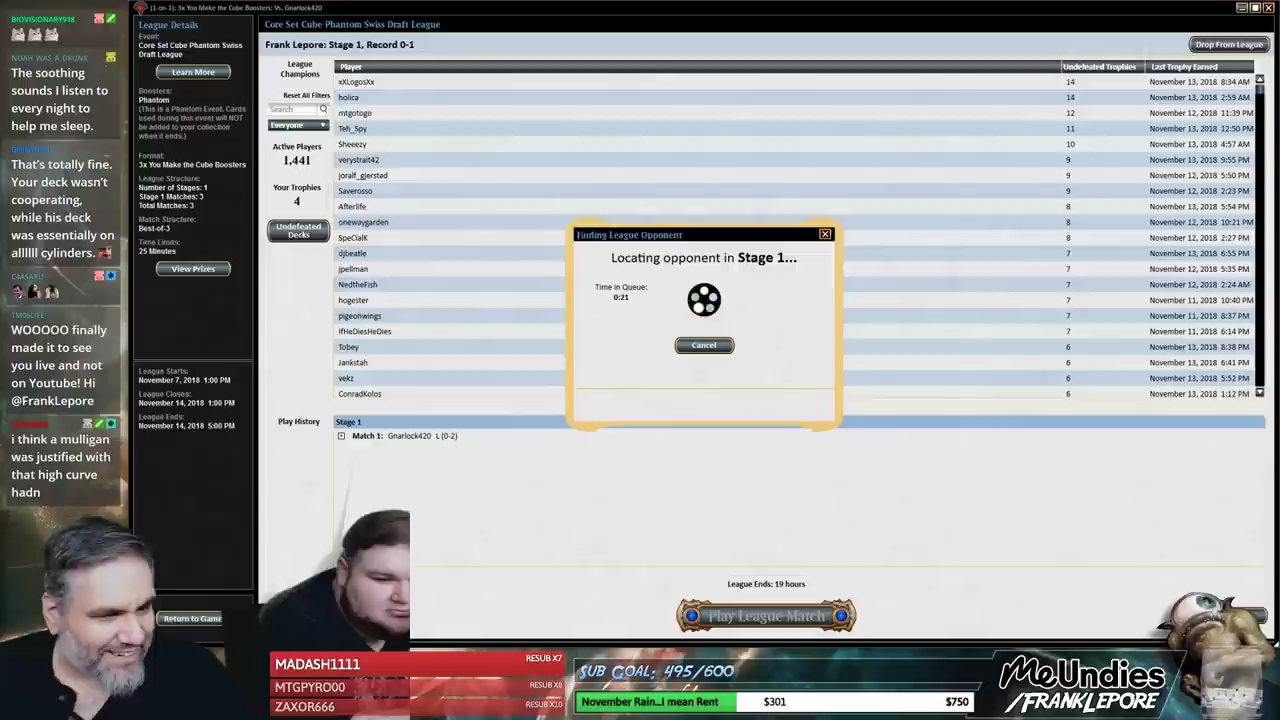 (1-on-1): 3x You Make the Cube Boosters: Vs. Gnarlock420
BIOVISIONARY918
NOAH WAS A DRUNK
The soothing
sounds I listen to
every night to
help me sleep.
That's totally fine.
Your deck wasn't
cooperating,
while his deck
was essentially on
alllll cylinders.
C4ASAXU
TMO6LIFE
WOOOOO finally
made it to see
you live and not
on Youtube! Hi
@FrankLepore
i think a mulligan
was justified with
that high curve
hadn
League Details
Event:
Core Set Cube Phantom Swiss
Draft League
Learn More
Boosters:
Phantom
(This is a Phantom Event. Cards
used during this event will NOT
be added to your collection
when it ends.)
Format:
3x You Make the Cube Boosters
League Structure:
Number of Stages: 1
Stage 1 Matches: 3
Total Matches: 3
Match Structure:
Best-of-3
Time Limits:
25 Minutes
View Prizes
League Starts:
November 7, 2018 1:00 PM
League Closes:
November 14, 2018 1:00 PM
League Ends:
November 14, 2018 5:00 PM
Return to Game
Core Set Cube Phantom Swiss Draft League
Frank Lepore: Stage 1, Record 0-1
Drop From League
League
Champions
Reset All Filters
Search
Everyone
Active Players
1,441
Your Trophies
4
Undefeated
Decks
Player Undefeated Trophies Last Trophy Earned
xXLogosXx 14 November 13, 2018 8:34 AM
holica 14 November 13, 2018 2:59 AM
mtgotogo 12 November 12, 2018 11:39 PM
Teh_Spy 11 November 13, 2018 12:50 PM
Sheeezy 10 November 13, 2018 4:57 AM
verystrait42 9 November 13, 2018 9:55 PM
joralf_gjerstad 9 November 12, 2018 5:50 PM
Saverosso 9 November 12, 2018 2:23 PM
Afterlife 8 November 13, 2018 5:54 PM
onewaygarden 8 November 12, 2018 10:21 PM
SpeCialK 8 November 12, 2018 2:27 PM
djbeatle 7 November 13, 2018 6:55 PM
jpellman 7 November 12, 2018 5:35 PM
NedtheFish 7 November 12, 2018 2:24 AM
hogester 7 November 11, 2018 10:40 PM
pigeonwings 7 November 11, 2018 8:37 PM
IfHeDiesHeDies 7 November 11, 2018 6:14 PM
Tobey 6 November 13, 2018 8:38 PM
Jankstah 6 November 13, 2018 6:41 PM
vekz 6 November 13, 2018 5:52 PM
ConradKolos 6 November 13, 2018 1:12 PM
Finding League Opponent
Locating opponent in Stage 1...
Time in Queue:
0:21
Cancel
Play History
Stage 1
Match 1: Gnarlock420 L (0-2)
League Ends: 19 hours
Play League Match
MADASH1111 RESUB X7
MTGPYRO00 RESUB X8
ZAXOR666 RESUB X10
SUB GOAL: 495/600
November Rain...I mean Rent $301 $750
MeUndies
/FRANKLEPORE